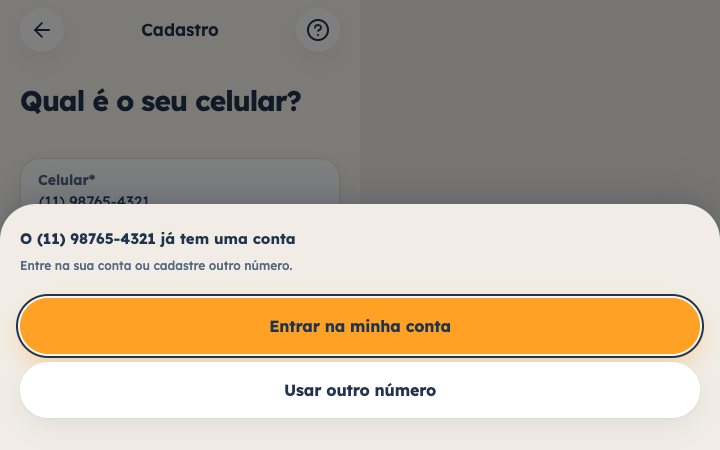 Cadastro
Qual é o seu celular?
Celular*
(11) 98765-4321
O (11) 98765-4321 já tem uma conta
Entre na sua conta ou cadastre outro número.
Entrar na minha conta
Usar outro número